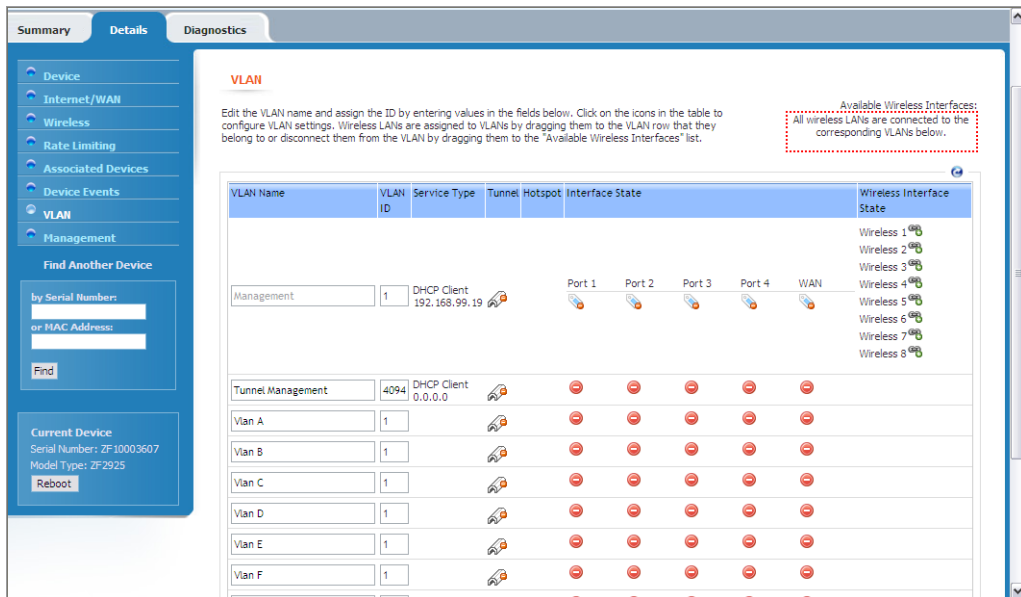 Summary
Details
Diagnostics
Device
Internet/WAN
Wireless
Rate Limiting
Associated Devices
Device Events
VLAN
Management
Find Another Device
by Serial Number:
or MAC Address:
Find
Current Device
Serial Number: ZF10003607
Model Type: ZF2925
Reboot
VLAN
Edit the VLAN name and assign the ID by entering values in the fields below. Click on the icons in the table to
configure VLAN settings. Wireless LANs are assigned to VLANs by dragging them to the VLAN row that they
belong to or disconnect them from the VLAN by dragging them to the "Available Wireless Interfaces" list.
Available Wireless Interfaces:
All wireless LANs are connected to the
corresponding VLANs below.
VLAN Name
VLAN
ID
Service Type
Tunnel
Hotspot
Interface State
Wireless Interface
State
Management
1
DHCP Client
192.168.99.19
Port 1
Port 2
Port 3
Port 4
WAN
Wireless 1
Wireless 2
Wireless 3
Wireless 4
Wireless 5
Wireless 6
Wireless 7
Wireless 8
Tunnel Management
4094
DHCP Client
0.0.0.0
Vlan A
1
Vlan B
1
Vlan C
1
Vlan D
1
Vlan E
1
Vlan F
1